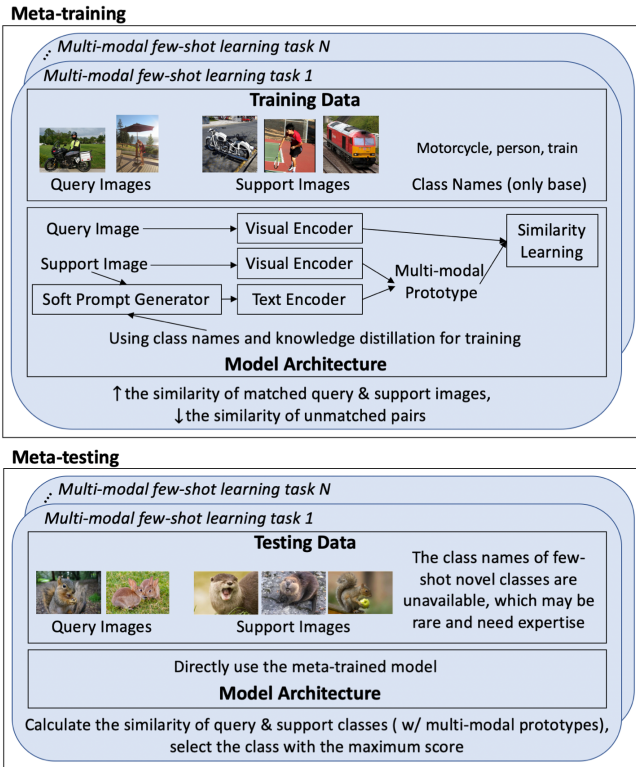 Meta-training
Multi-modal few-shot learning task N
Multi-modal few-shot learning task 1
Training Data
Motorcycle, person, train
Query Images
Support Images
Class Names (only base)
Query Image
Visual Encoder
Similarity
Learning
Support Image
Visual Encoder
Multi-modal
Prototype
Soft Prompt Generator
Text Encoder
Using class names and knowledge distillation for training
Model Architecture
↑the similarity of matched query & support images,
↓the similarity of unmatched pairs
Meta-testing
Multi-modal few-shot learning task N
Multi-modal few-shot learning task 1
Testing Data
The class names of few-
shot novel classes are
unavailable, which may be
rare and need expertise
Query Images
Support Images
Directly use the meta-trained model
Model Architecture
Calculate the similarity of query & support classes ( w/ multi-modal prototypes),
select the class with the maximum score